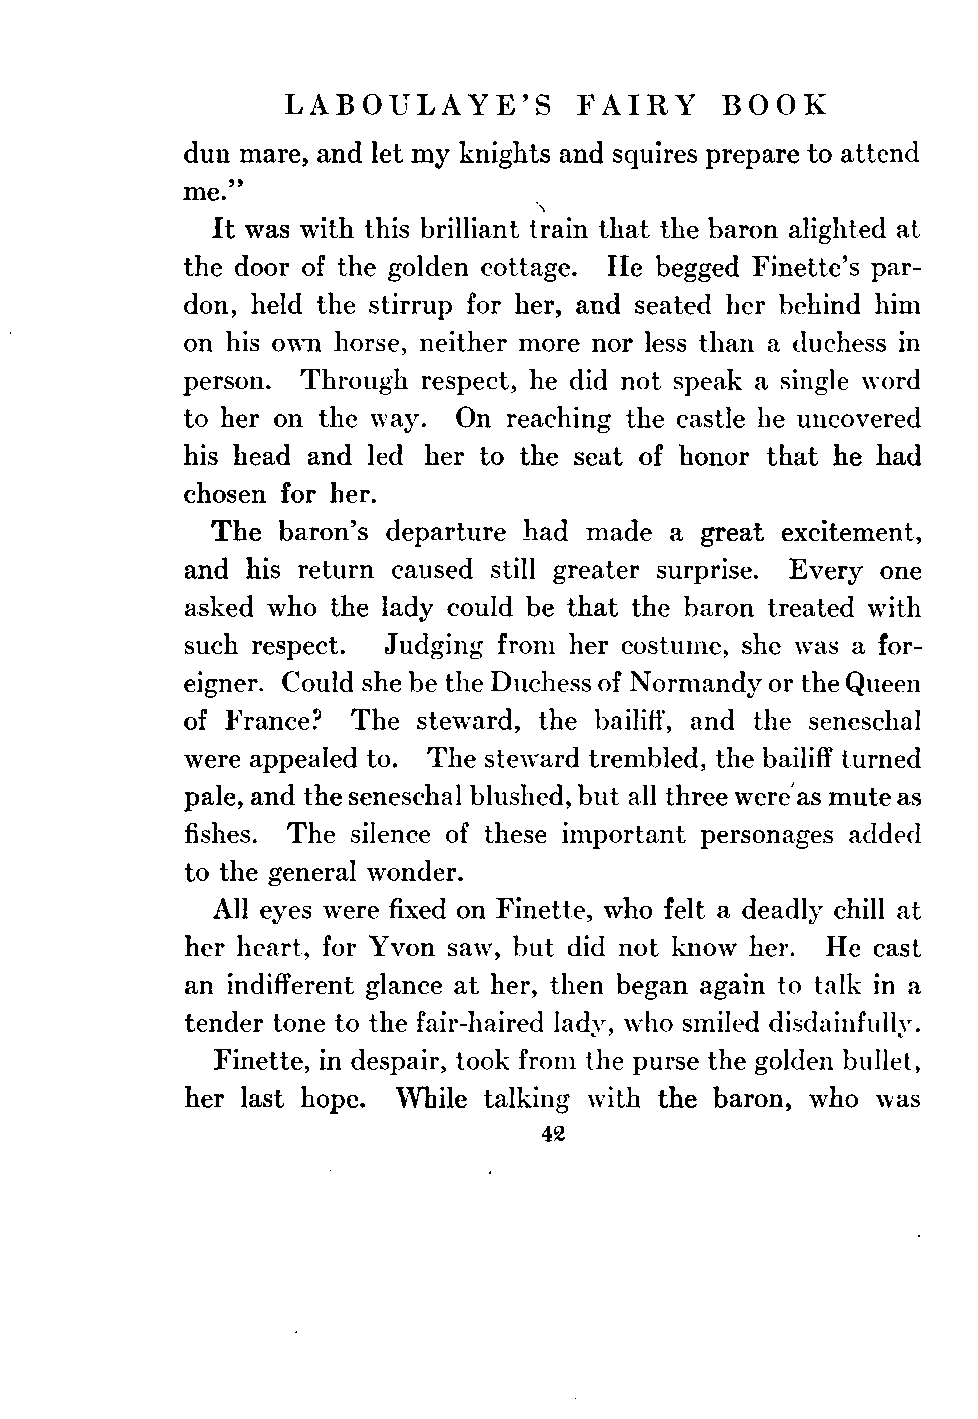 LABOULAYE'S FAIRY BOOK
dun mare, and let my knights and squires prepare to attend
me."
It was with this brilliant train that the baron alighted at
the door of the golden cottage. He begged Finette's par-
don, held the stirrup for her, and seated her behind him
on his own horse, neither more nor less than a duchess in
person. Through respect, he did not speak a single word
to her on the way. On reaching the castle he uncovered
his head and led her to the seat of honor that he had
chosen for her.
The baron's departure had made a great excitement,
and his return caused still greater surprise. Every one
asked who the lady could be that the baron treated with
such respect. Judging from her costume, she was a for-
eigner. Could she be the Duchess of Normandy or the Queen
of France? The steward, the bailiff, and the seneschal
were appealed to. The steward trembled, the bailiff turned
pale, and the seneschal blushed, but all three were as mute as
fishes. The silence of these important personages added
to the general wonder.
All eyes were fixed on Finette, who felt a deadly chill at
her heart, for Yvon saw, but did not know her. He cast
an indifferent glance at her, then began again to talk in a
tender tone to the fair-haired lady, who smiled disdainfully.
Finette, in despair, took from the purse the golden bullet,
her last hope. While talking with the baron, who was
42